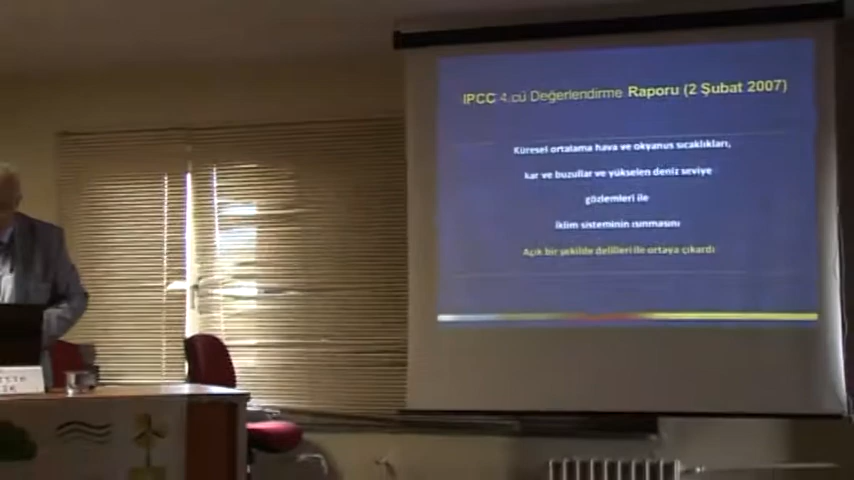 IPCC 4.cü Değerlendirme Raporu (2 Şubat 2007)
Küresel ortalama hava ve okyanus sıcaklıkları,
kar ve buzullar ve yükselen deniz seviye
gözlemleri ile
iklim sisteminin ısınmasını
Açık bir şekilde delilleri ile ortaya çıkardı